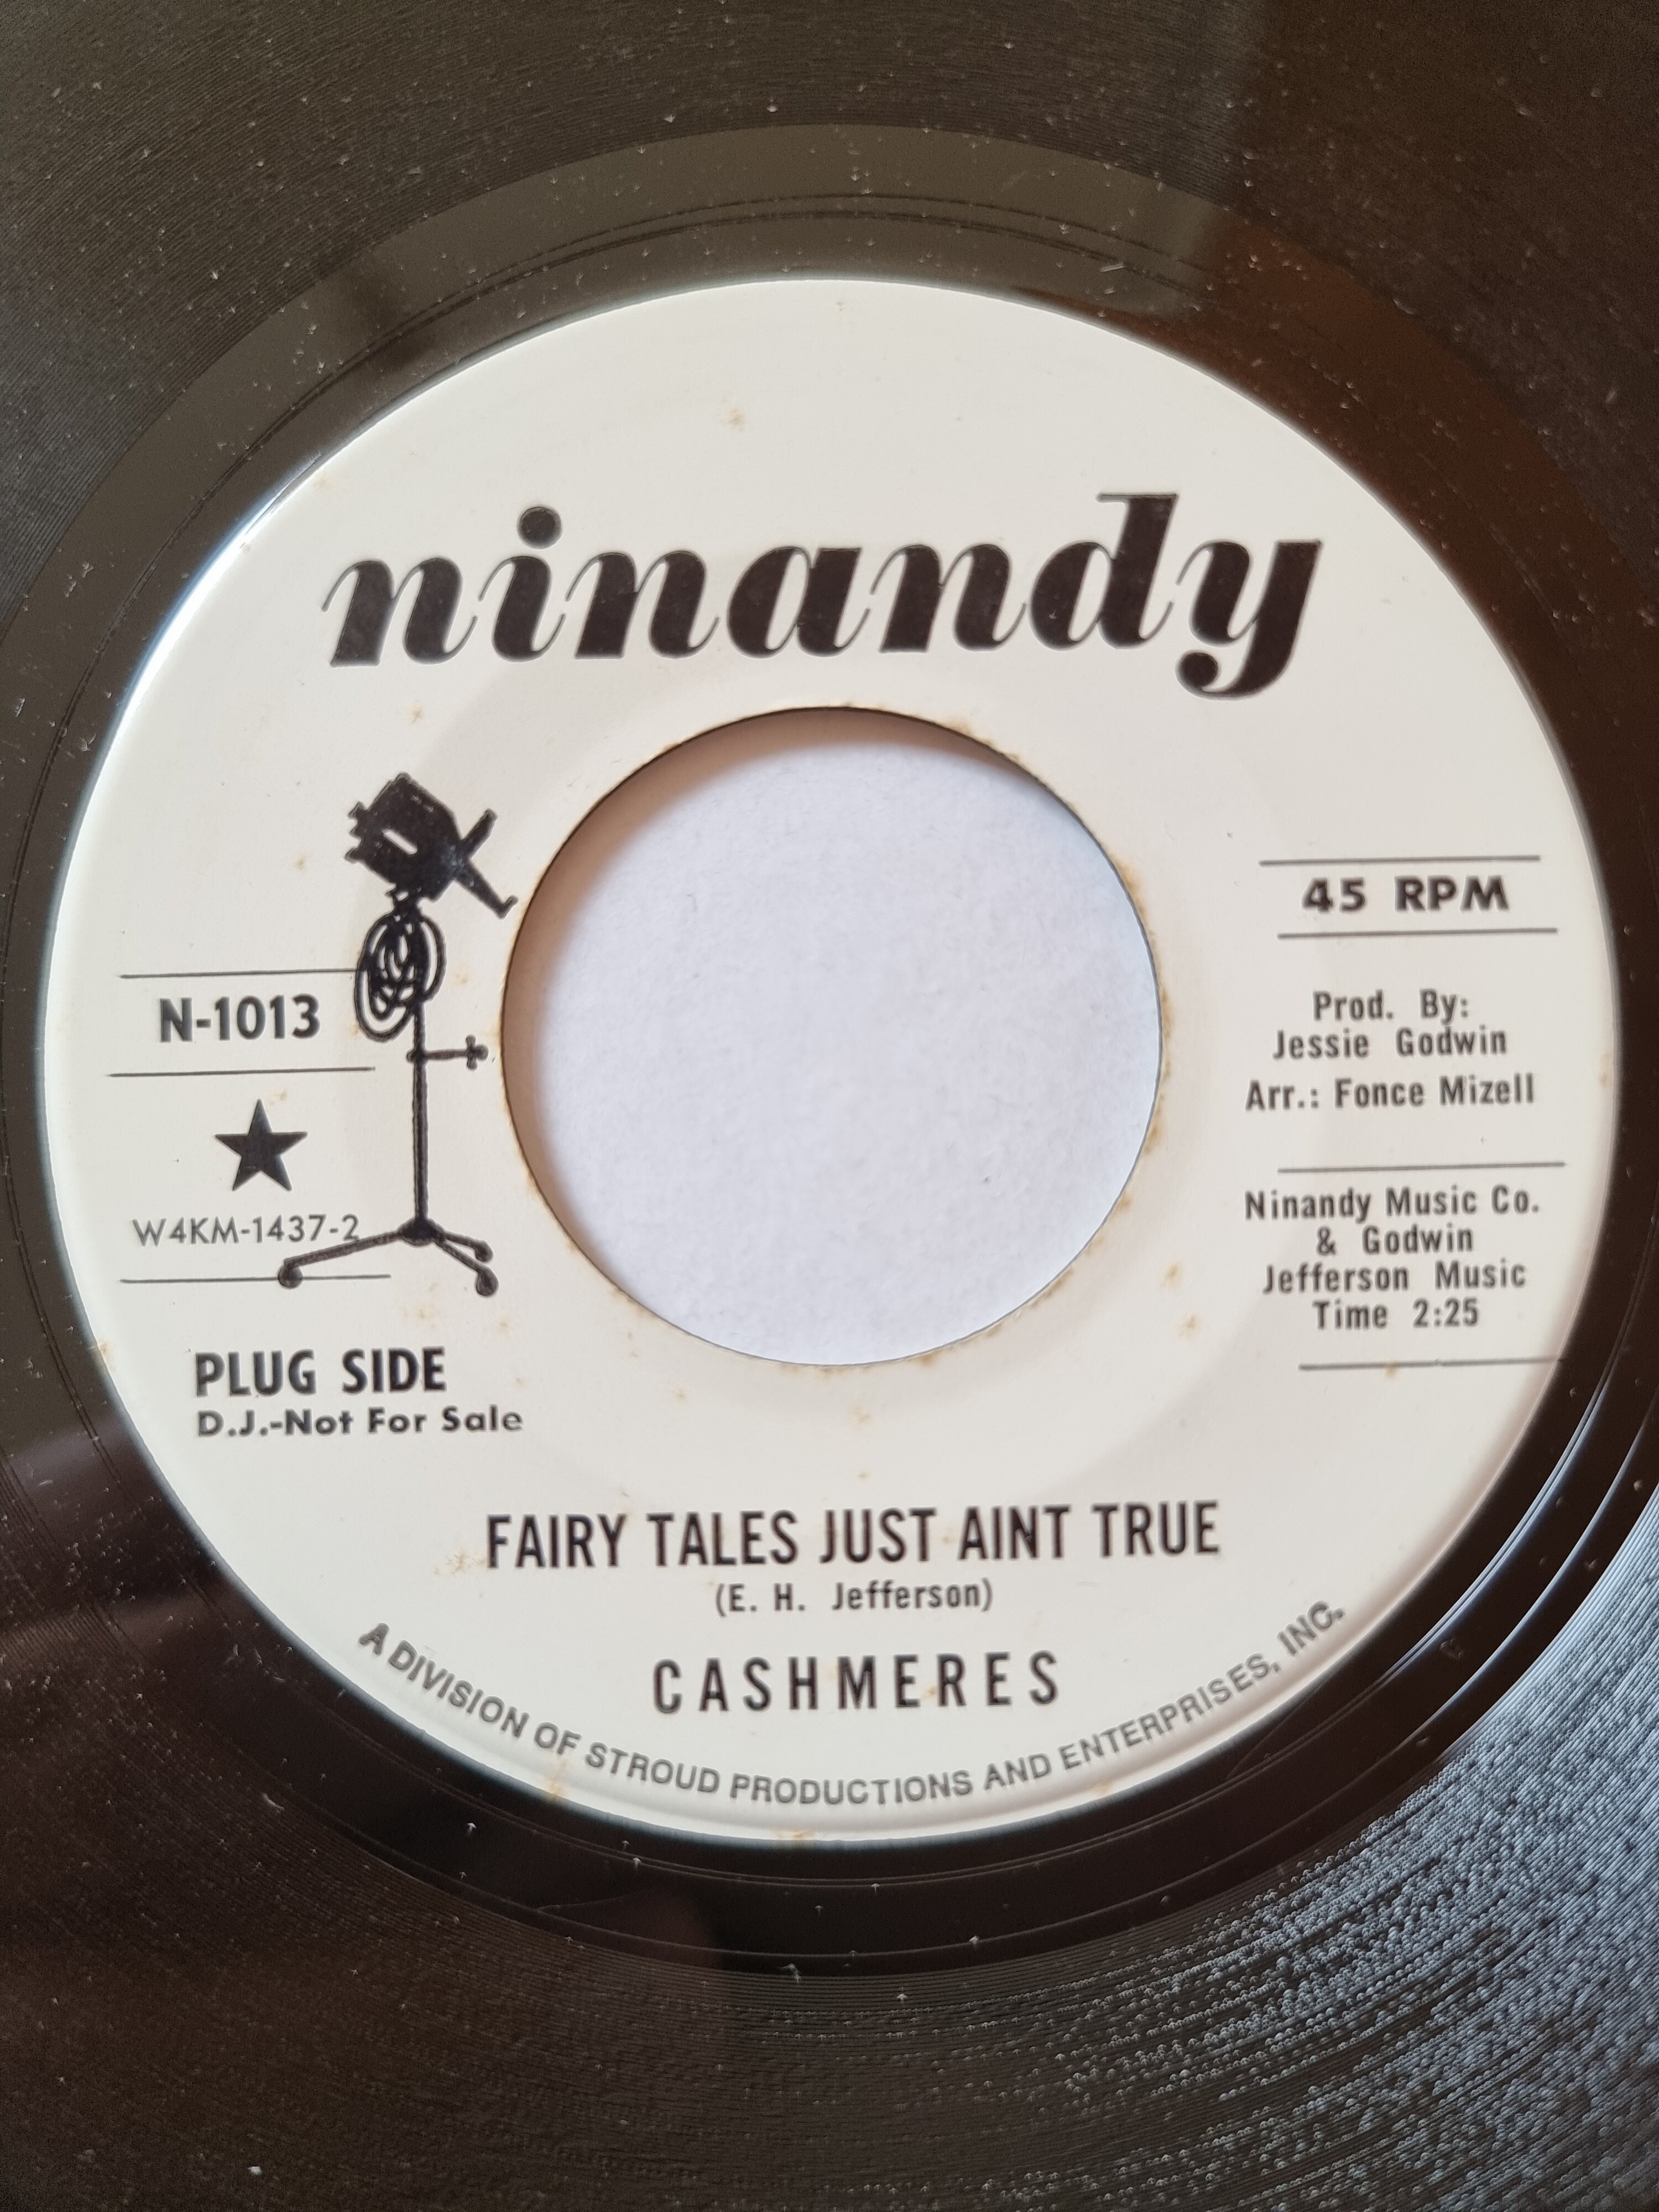 ninandy
N-1013
W4KM-1437-2
PLUG SIDE
D.J.-Not For Sale
45 RPM
Prod. By:
Jessie Godwin
Arr.: Fonce Mizell
Ninandy Music Co.
& Godwin
Jefferson Music
Time 2:25
FAIRY TALES JUST AINT TRUE
(E. H. Jefferson)
CASHMERES
A DIVISION OF STROUD PRODUCTIONS AND ENTERPRISES, INC.